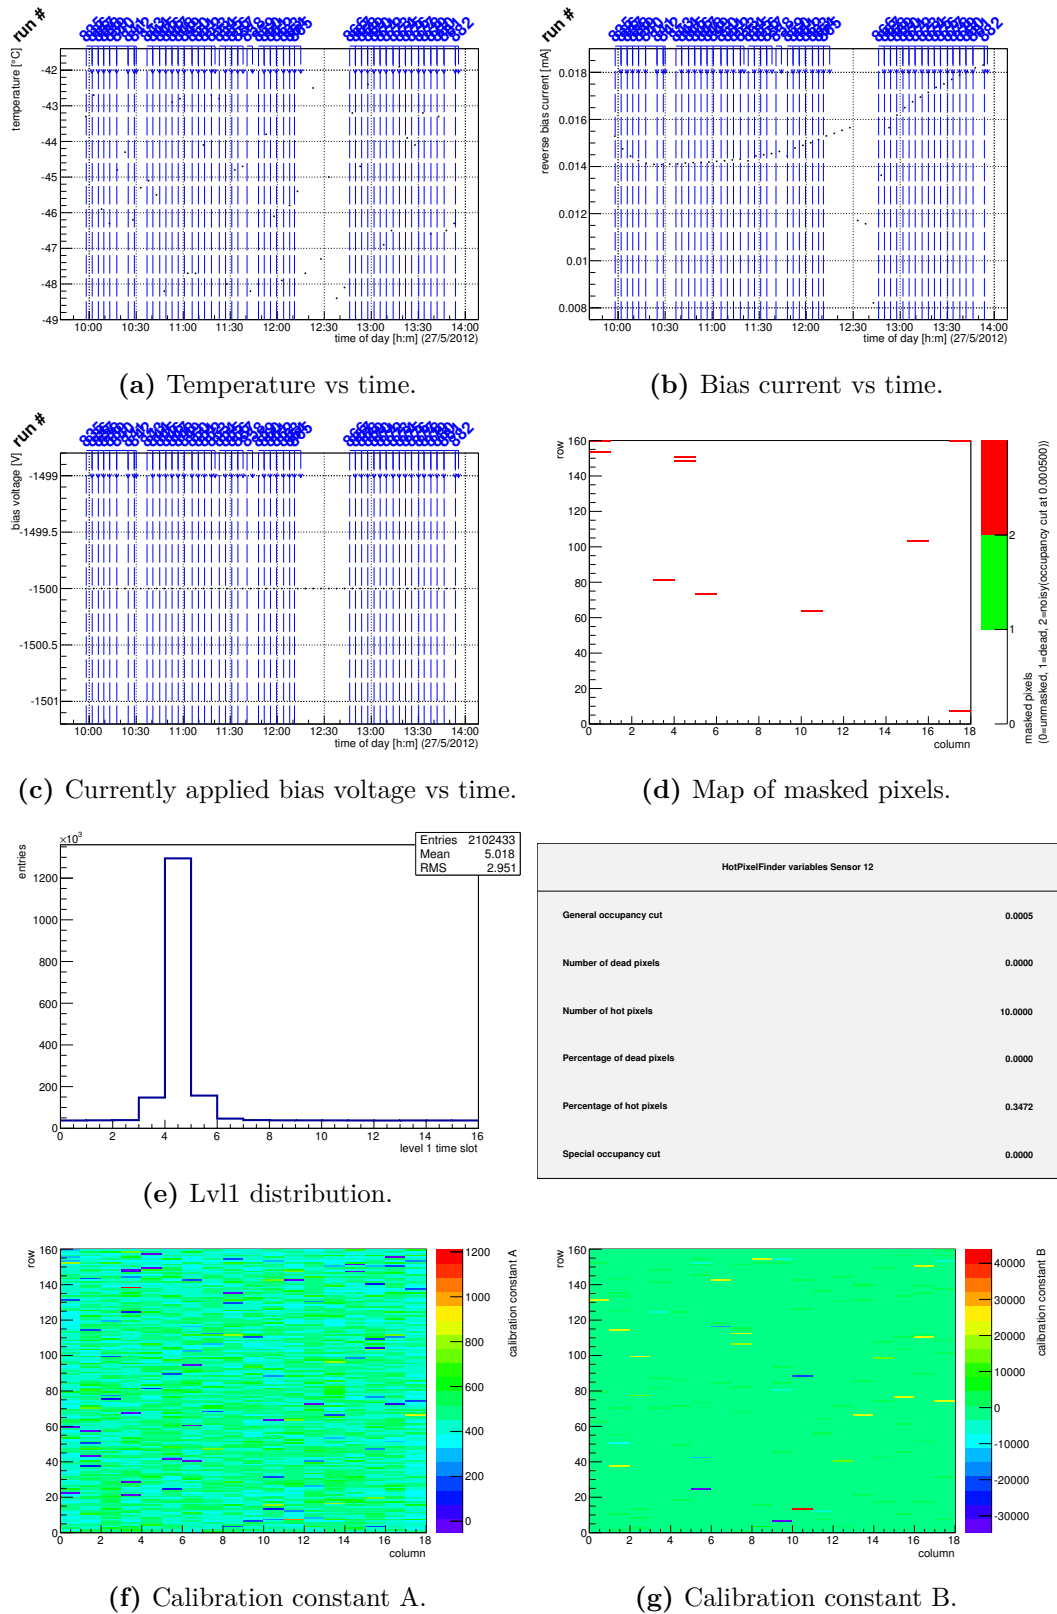 run #
temperature [°C]
-42
-43
-44
-45
-46
-47
-48
-49
10:00 10:30 11:00 11:30 12:00 12:30 13:00 13:30 14:00
time of day [h:m] (27/5/2012)
(a) Temperature vs time.
run #
reverse bias current [mA]
0.018
0.016
0.014
0.012
0.01
0.008
10:00 10:30 11:00 11:30 12:00 12:30 13:00 13:30 14:00
time of day [h:m] (27/5/2012)
(b) Bias current vs time.
run #
bias voltage [V]
-1499
-1499.5
-1500
-1500.5
-1501
10:00 10:30 11:00 11:30 12:00 12:30 13:00 13:30 14:00
time of day [h:m] (27/5/2012)
(c) Currently applied bias voltage vs time.
row
160
140
120
100
80
60
40
20
0
0 2 4 6 8 10 12 14 16 18
column
2
1
0
masked pixels
(0=unmasked, 1=dead, 2=noisy(occupancy cut at 0.000500))
(d) Map of masked pixels.
×10³
entries
1200
1000
800
600
400
200
0
0 2 4 6 8 10 12 14 16
level 1 time slot
Entries 2102433
Mean 5.018
RMS 2.951
(e) Lvl1 distribution.
HotPixelFinder variables Sensor 12
General occupancy cut 0.0005
Number of dead pixels 0.0000
Number of hot pixels 10.0000
Percentage of dead pixels 0.0000
Percentage of hot pixels 0.3472
Special occupancy cut 0.0000
row
160
140
120
100
80
60
40
20
0
0 2 4 6 8 10 12 14 16 18
column
1200
1000
800
600
400
200
0
calibration constant A
(f) Calibration constant A.
row
160
140
120
100
80
60
40
20
0
0 2 4 6 8 10 12 14 16 18
column
40000
30000
20000
10000
0
-10000
-20000
-30000
calibration constant B
(g) Calibration constant B.